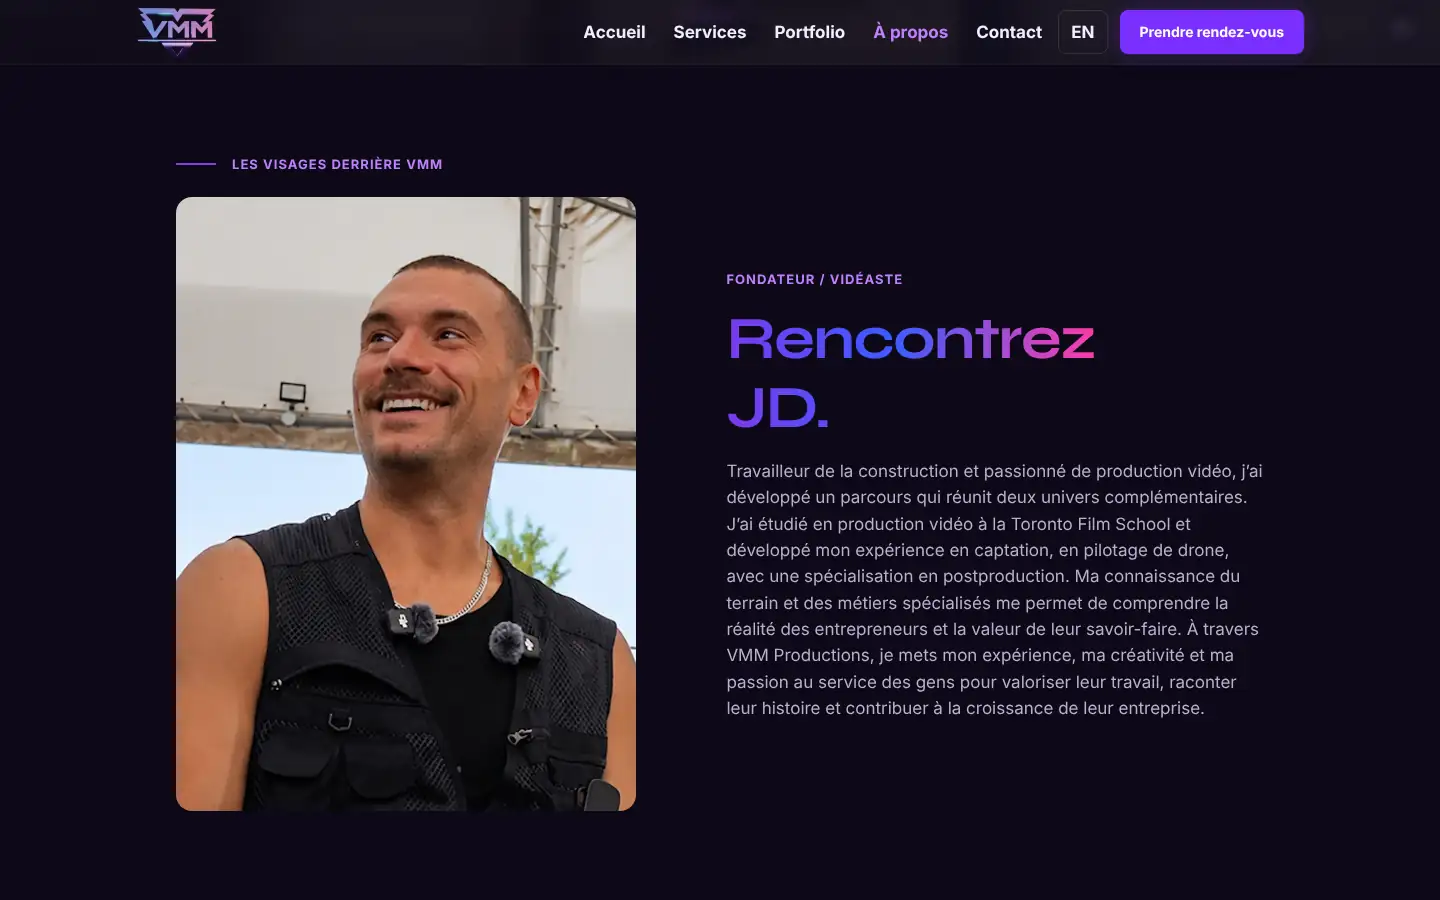 VMM
Accueil
Services
Portfolio
À propos
Contact
EN
Prendre rendez-vous
LES VISAGES DERRIÈRE VMM
FONDATEUR / VIDÉASTE
Rencontrez
JD.
Travailleur de la construction et passionné de production vidéo, j’ai
développé un parcours qui réunit deux univers complémentaires.
J’ai étudié en production vidéo à la Toronto Film School et
développé mon expérience en captation, en pilotage de drone,
avec une spécialisation en postproduction. Ma connaissance du
terrain et des métiers spécialisés me permet de comprendre la
réalité des entrepreneurs et la valeur de leur savoir-faire. À travers
VMM Productions, je mets mon expérience, ma créativité et ma
passion au service des gens pour valoriser leur travail, raconter
leur histoire et contribuer à la croissance de leur entreprise.